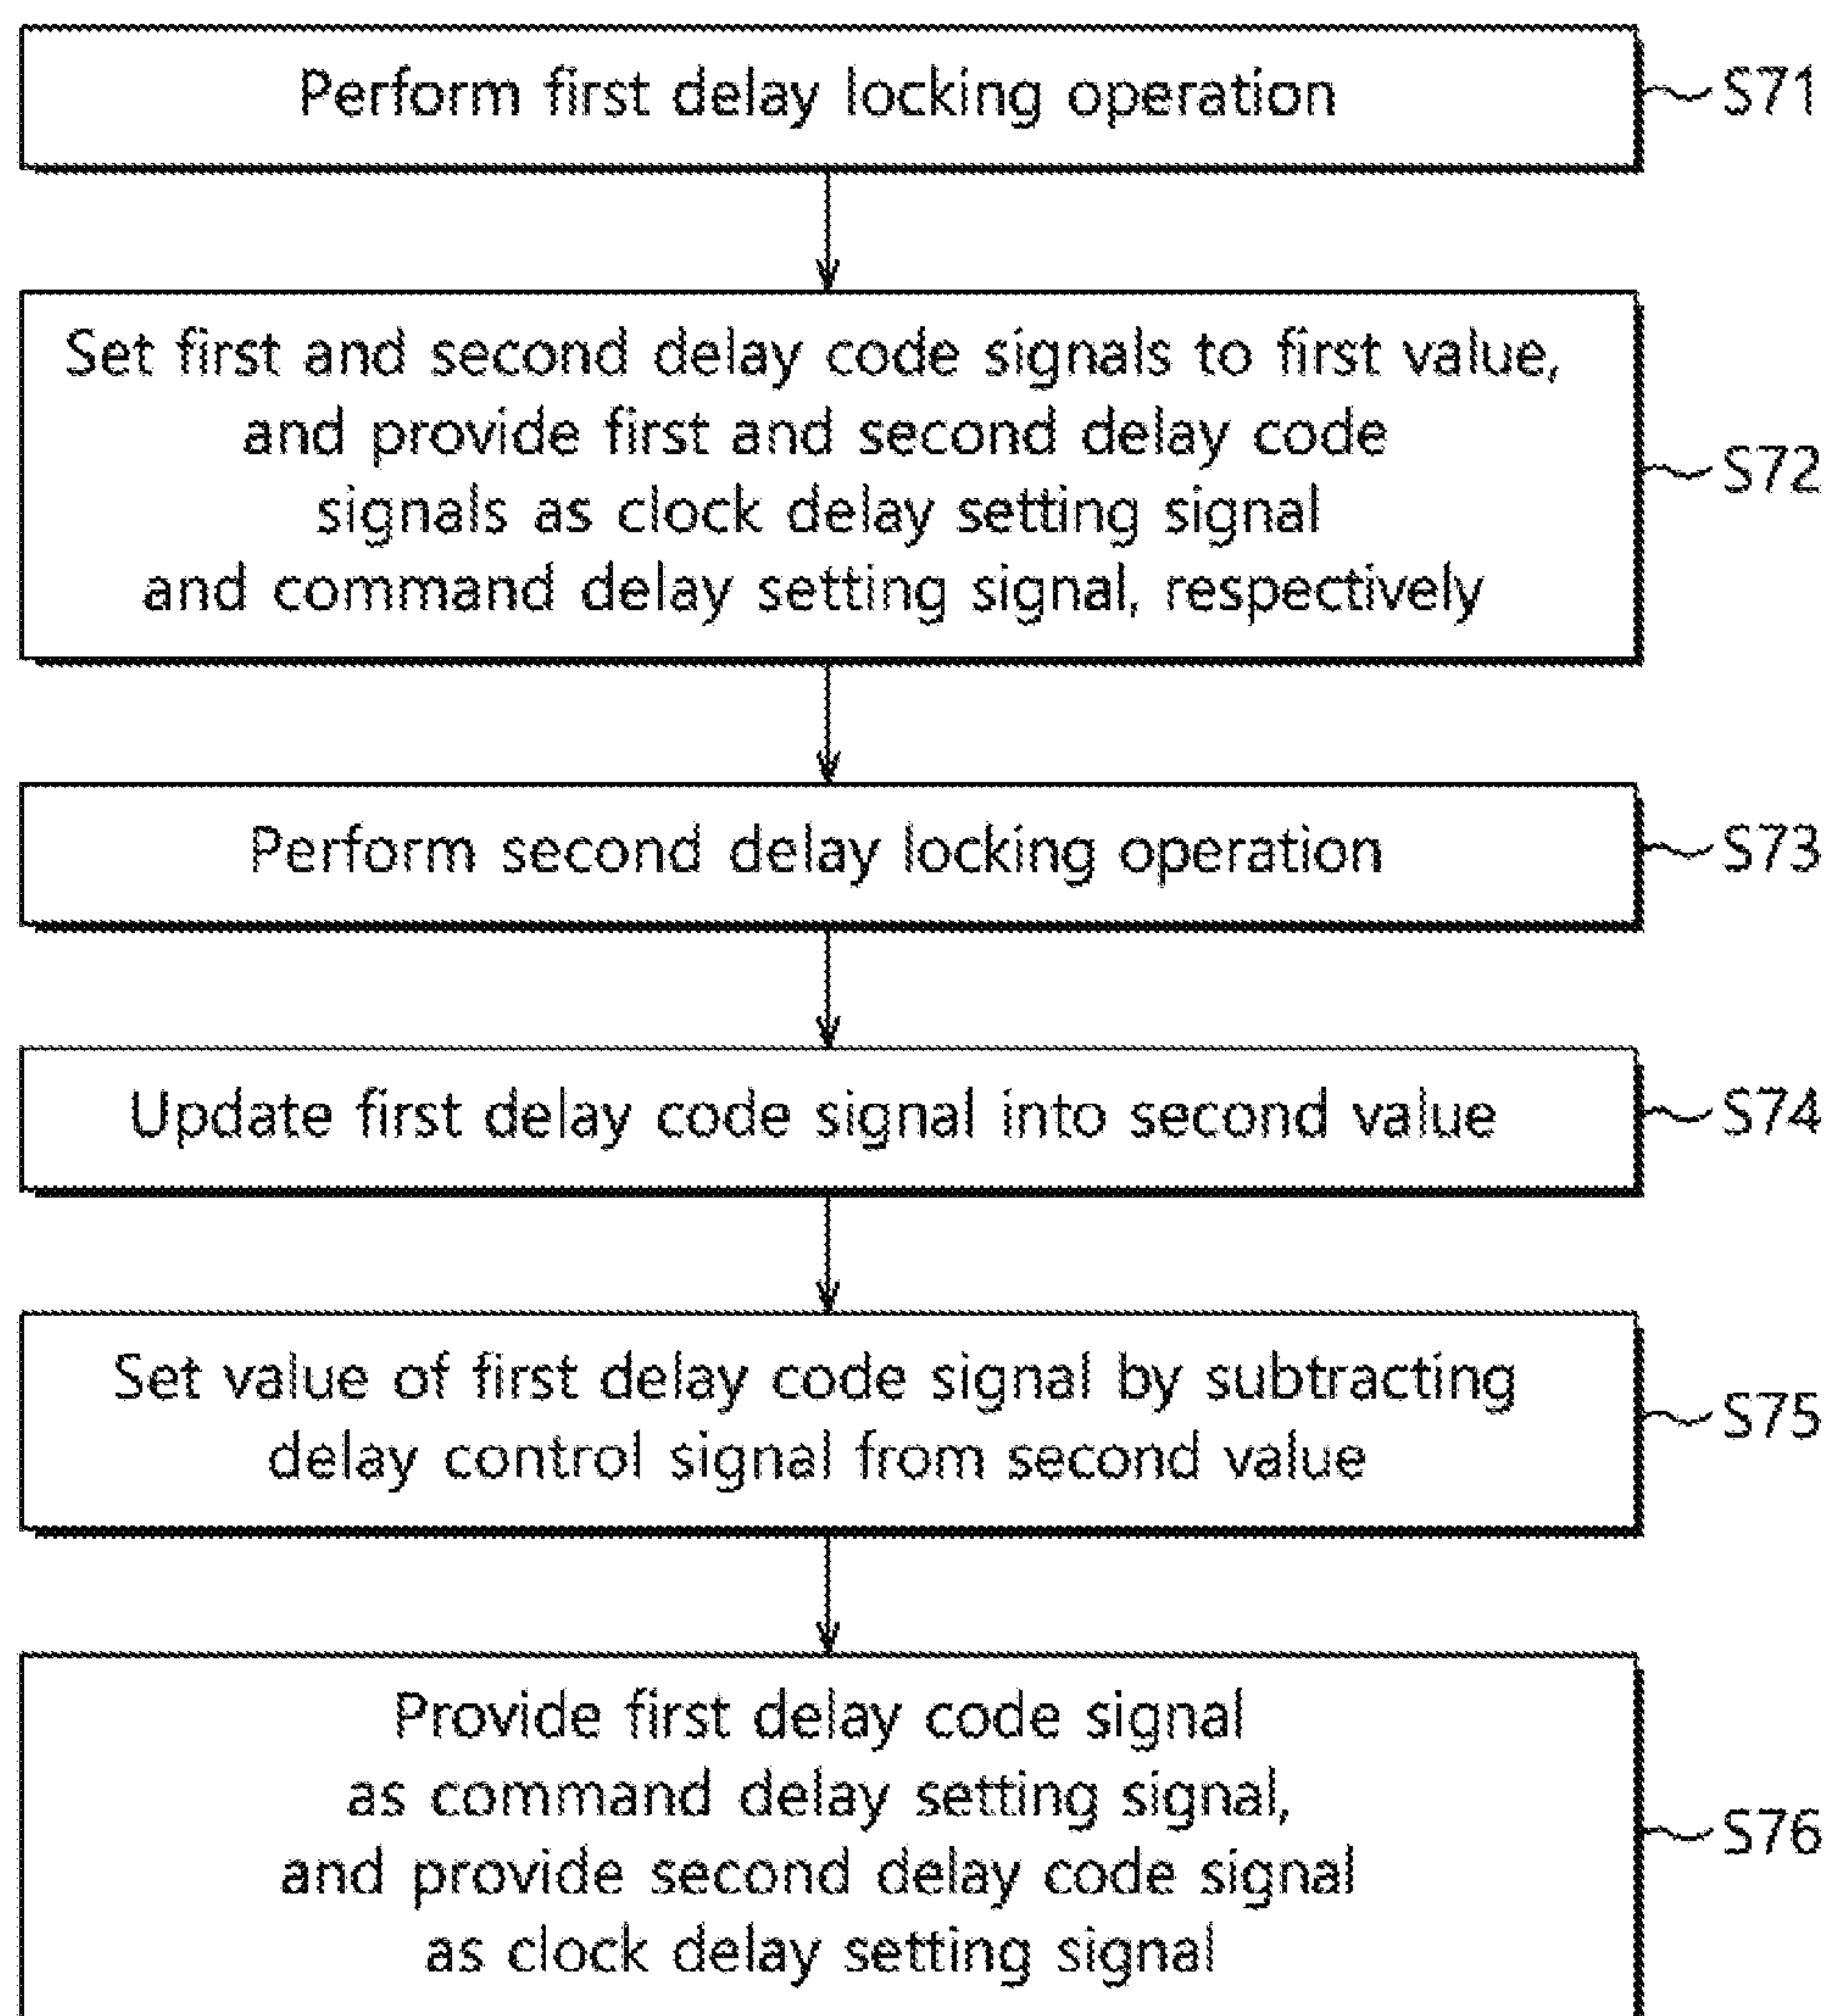 Perform first delay locking operation
S71
Set first and second delay code signals to first value,
and provide first and second delay code
signals as clock delay setting signal
and command delay setting signal, respectively
S72
Perform second delay locking operation
S73
Update first delay code signal into second value
S74
Set value of first delay code signal by subtracting
delay control signal from second value
S75
Provide first delay code signal
as command delay setting signal,
and provide second delay code signal
as clock delay setting signal
S76